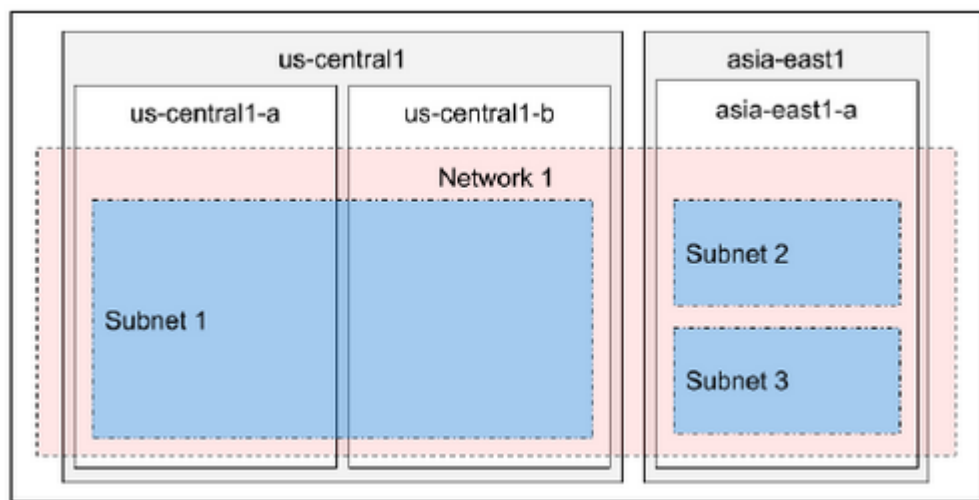 us-central1
asia-east1
us-central1-a
us-central1-b
asia-east1-a
Network 1
Subnet 1
Subnet 2
Subnet 3